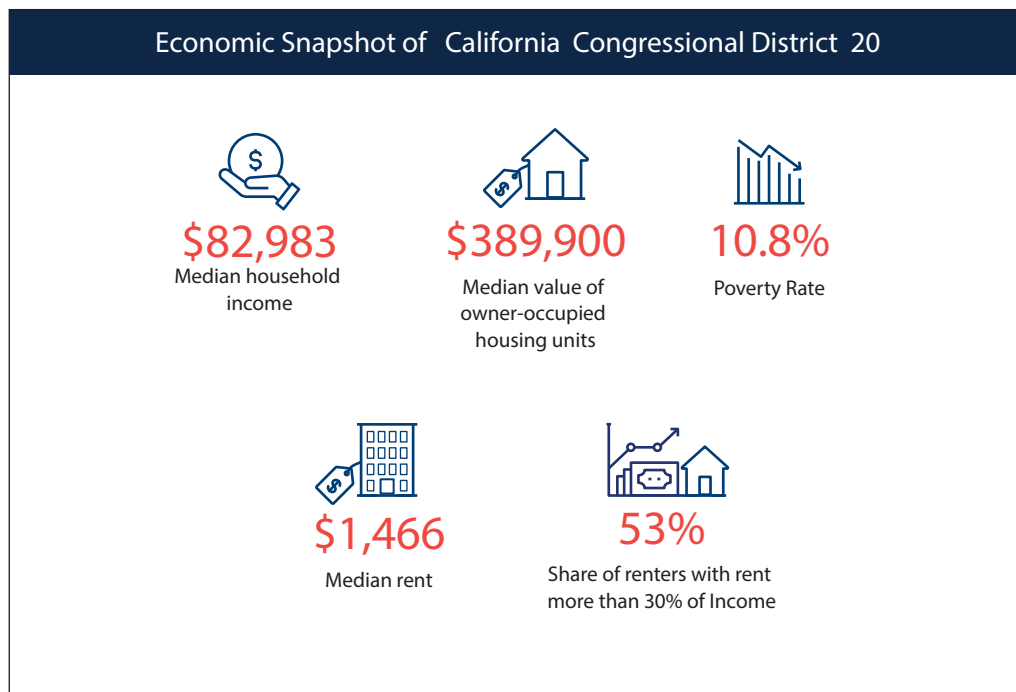 Economic Snapshot of California Congressional District 20
$
$82,983
Median household
income
$
$389,900
Median value of
owner-occupied
housing units
10.8%
Poverty Rate
$
$1,466
Median rent
53%
Share of renters with rent
more than 30% of Income